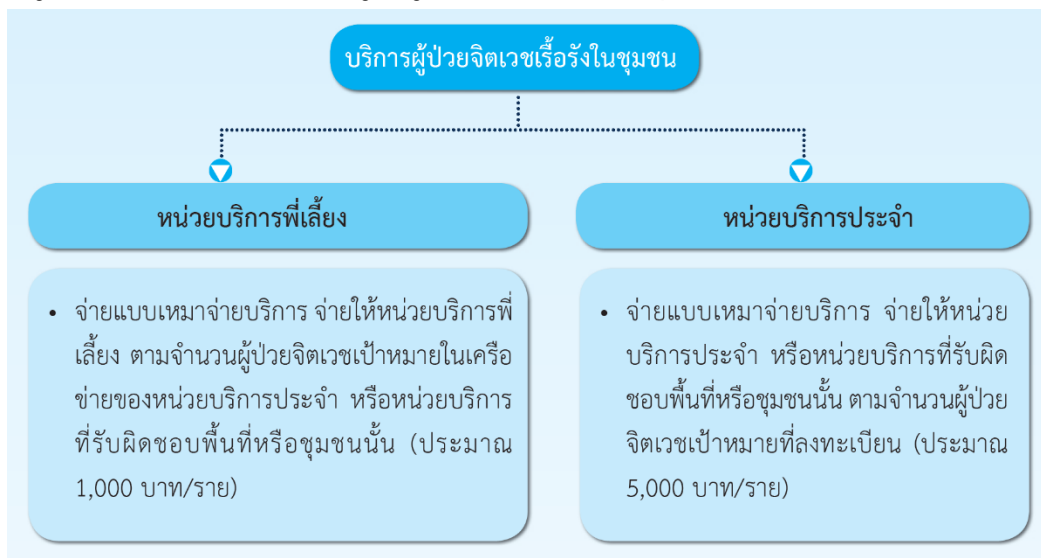 บริการผู้ป่วยจิตเวชเรื้อรังในชุมชน
หน่วยบริการพี่เลี้ยง
• จ่ายแบบเหมาจ่ายบริการ จ่ายให้หน่วยบริการพี่
เลี้ยง ตามจำนวนผู้ป่วยจิตเวชเป้าหมายในเครือ
ข่ายของหน่วยบริการประจำ หรือหน่วยบริการ
ที่รับผิดชอบพื้นที่หรือชุมชนนั้น (ประมาณ
1,000 บาท/ราย)
หน่วยบริการประจำ
• จ่ายแบบเหมาจ่ายบริการ จ่ายให้หน่วย
บริการประจำ หรือหน่วยบริการที่รับผิด
ชอบพื้นที่หรือชุมชนนั้น ตามจำนวนผู้ป่วย
จิตเวชเป้าหมายที่ลงทะเบียน (ประมาณ
5,000 บาท/ราย)